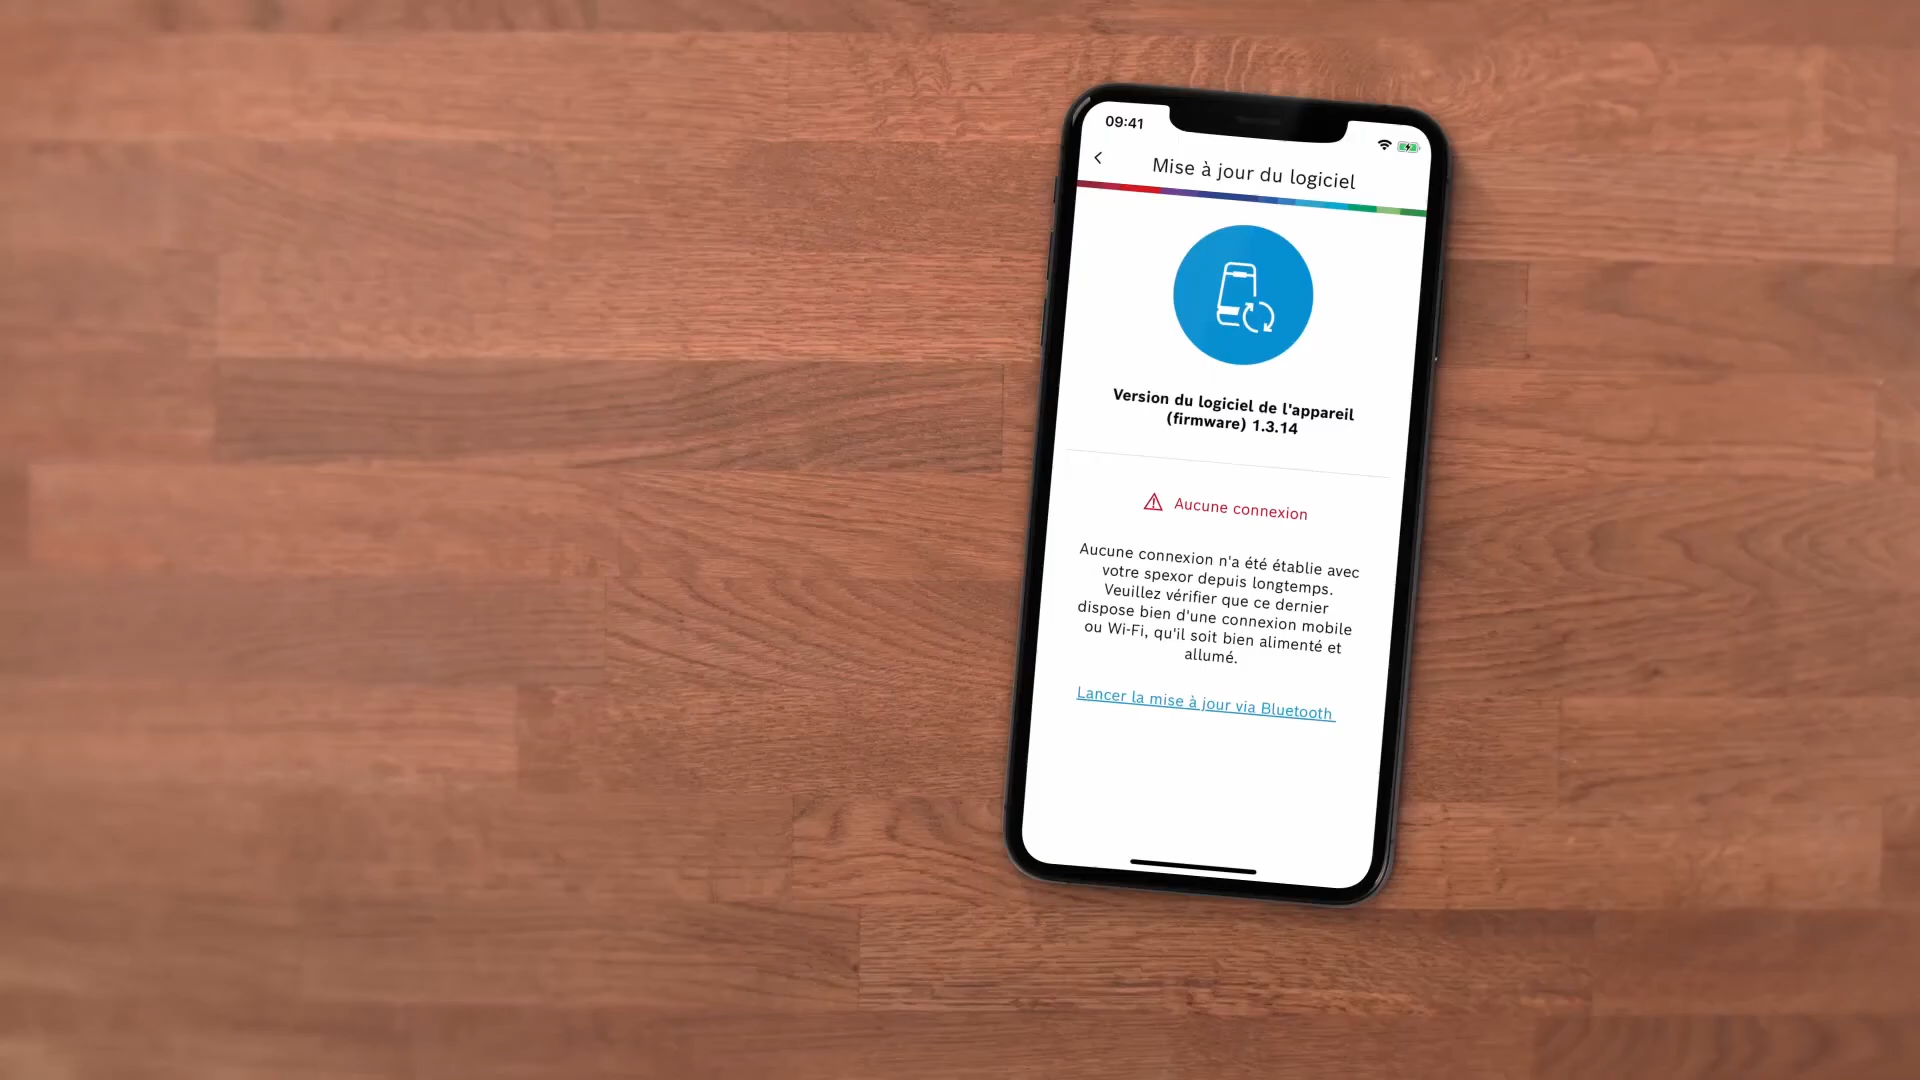 09:41
Mise à jour du logiciel
Version du logiciel de l'appareil
(firmware) 1.3.14
Aucune connexion
Aucune connexion n'a été établie avec
votre spexor depuis longtemps.
Veuillez vérifier que ce dernier
dispose bien d'une connexion mobile
ou Wi-Fi, qu'il soit bien alimenté et
allumé.
Lancer la mise à jour via Bluetooth